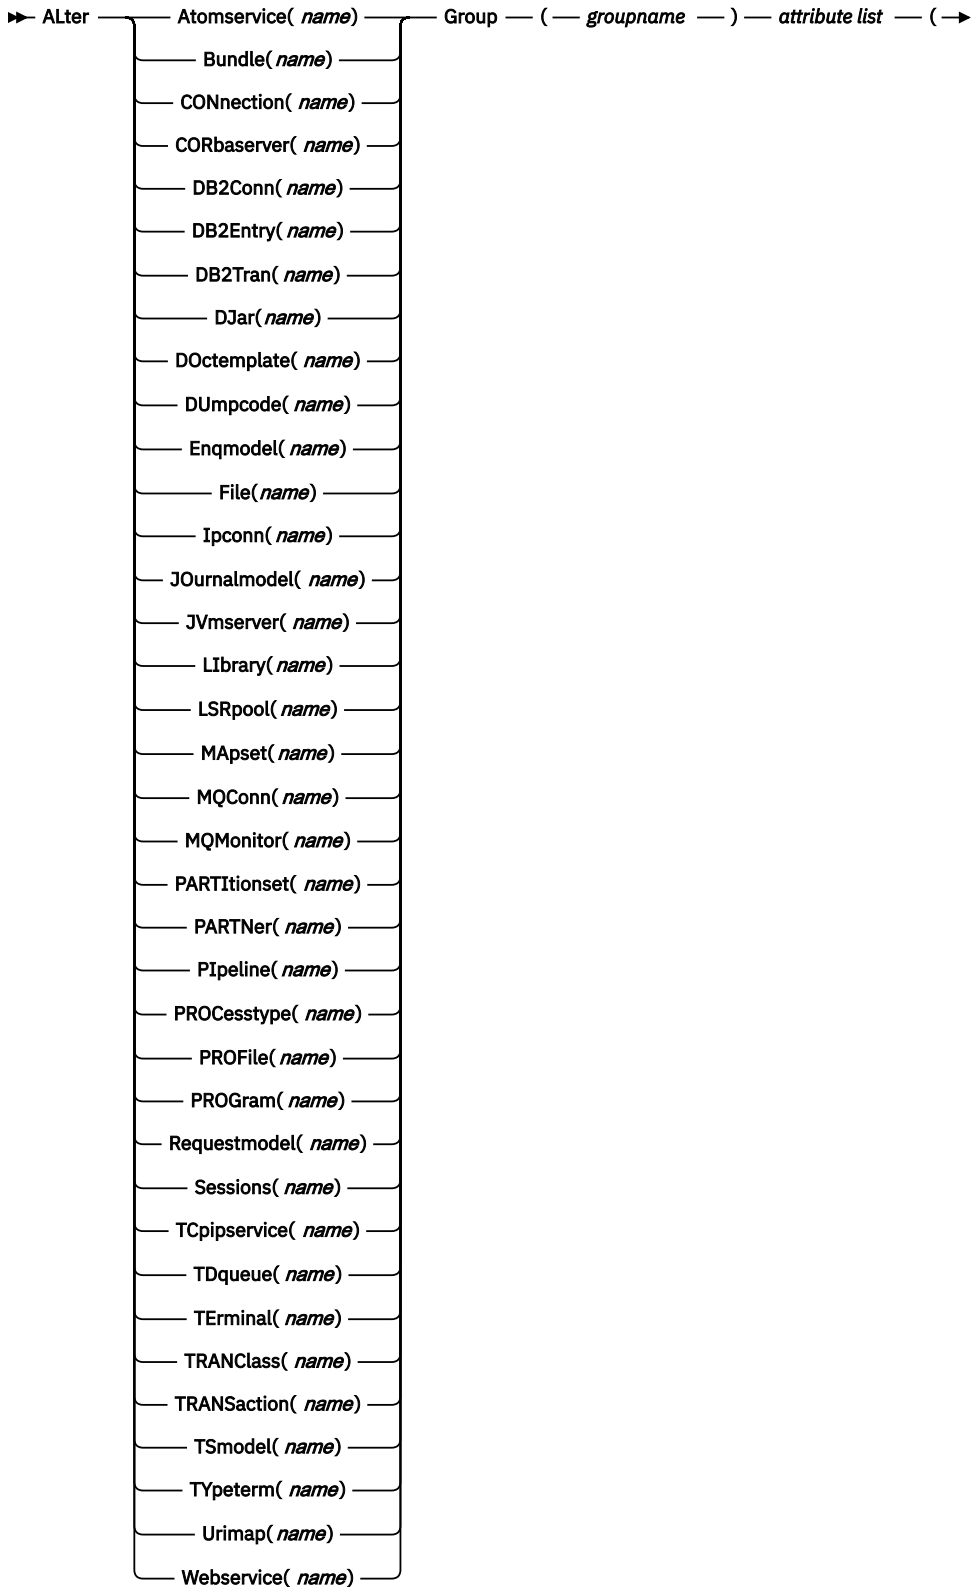 ALter Atomservice( name) Group ( groupname ) attribute list (
Bundle(name)
CONnection( name)
CORbaserver( name)
DB2Conn( name)
DB2Entry( name)
DB2Tran( name)
DJar(name)
DOctemplate( name)
DUmpcode( name)
Enqmodel( name)
File(name)
Ipconn( name)
JOurnalmodel( name)
JVmserver( name)
LIbrary(name)
LSRpool( name)
MApset( name)
MQConn( name)
MQMonitor( name)
PARTItionset( name)
PARTNer( name)
PIpeline( name)
PROCesstype( name)
PROFile( name)
PROGram( name)
Requestmodel( name)
Sessions( name)
TCpipservice( name)
TDqueue( name)
TErminal( name)
TRANClass( name)
TRANSaction( name)
TSmodel( name)
TYpeterm( name)
Urimap(name)
Webservice( name)